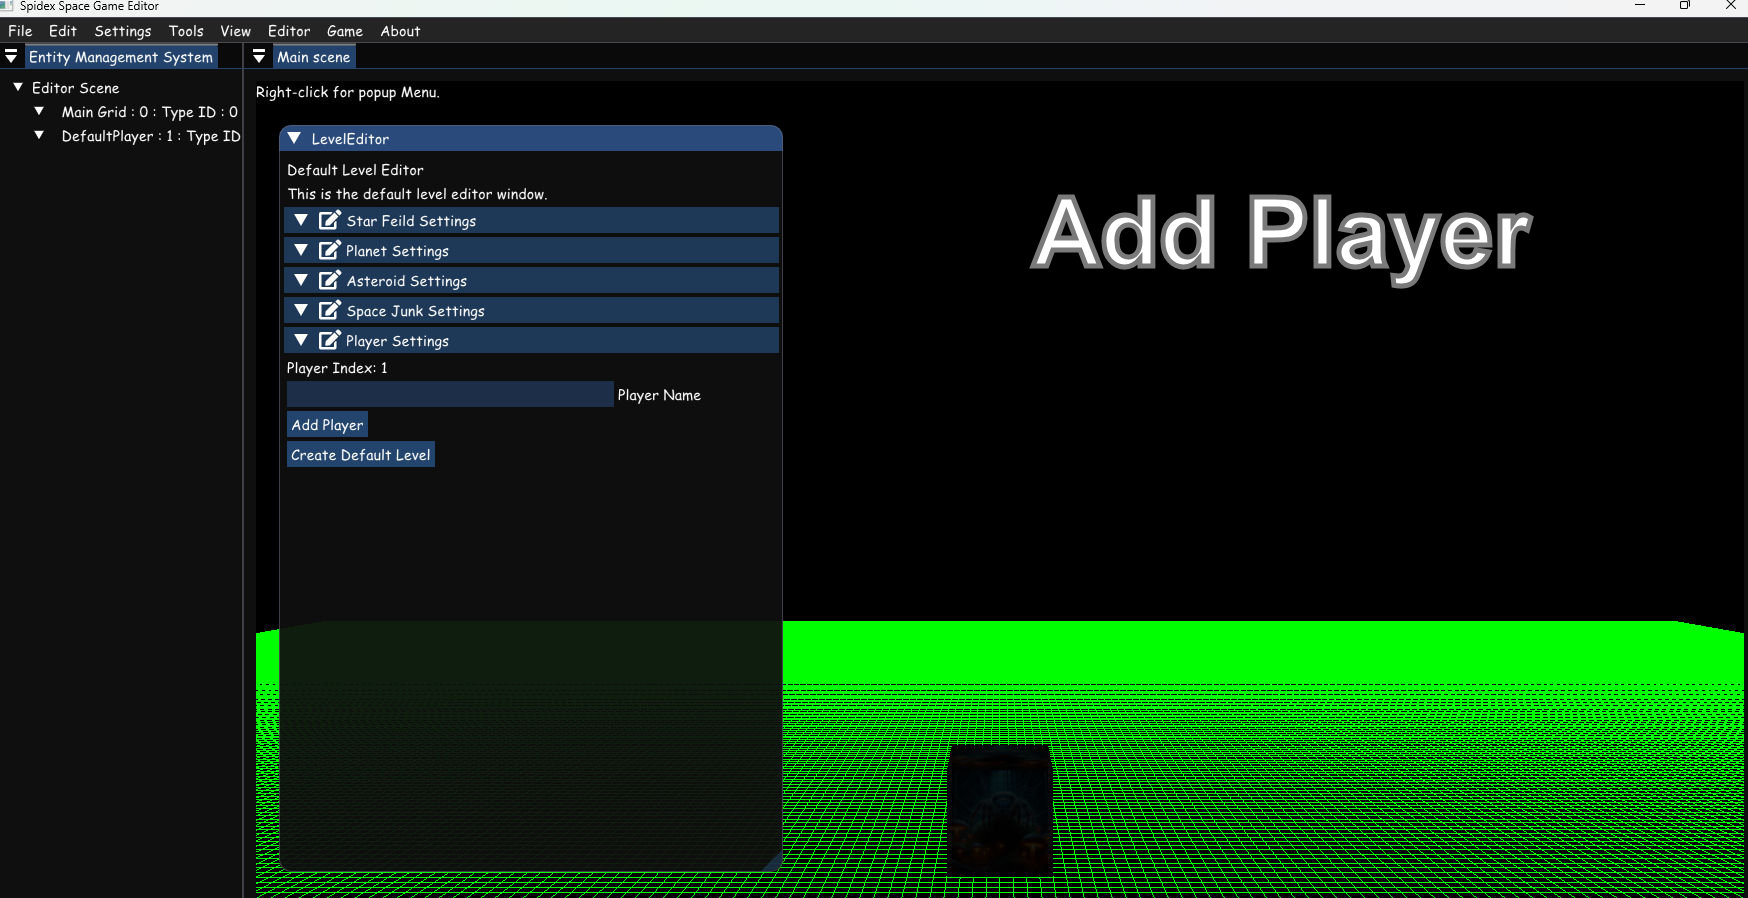 Spidex Space Game Editor
File Edit Settings Tools View Editor Game About
Entity Management System
Main scene
Editor Scene
Main Grid : 0 : Type ID : 0
DefaultPlayer : 1 : Type ID
Right-click for popup Menu.
LevelEditor
Default Level Editor
This is the default level editor window.
Star Feild Settings
Planet Settings
Asteroid Settings
Space Junk Settings
Player Settings
Player Index: 1
Player Name
Add Player
Create Default Level
Add Player